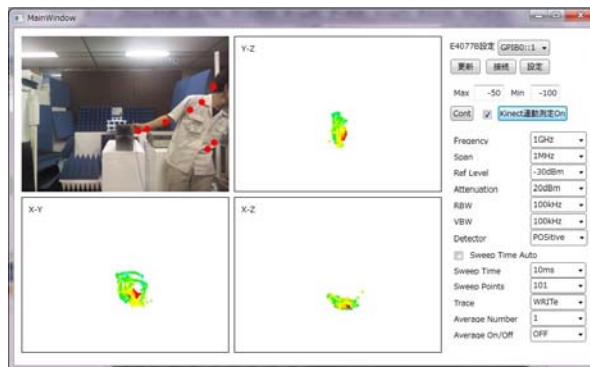 MainWindow
Y-Z
X-Y
X-Z
E4077B設定 GPIB0::1
更新 接続 設定
Max -50 Min -100
Cont Kinect連動測定On
Freqency 1GHz
Span 1MHz
Ref Level -30dBm
Attenuation 20dBm
RBW 100kHz
VBW 100kHz
Detector POSitive
Sweep Time Auto
Sweep Time 10ms
Sweep Points 101
Trace WRITe
Average Number 1
Average On/Off OFF